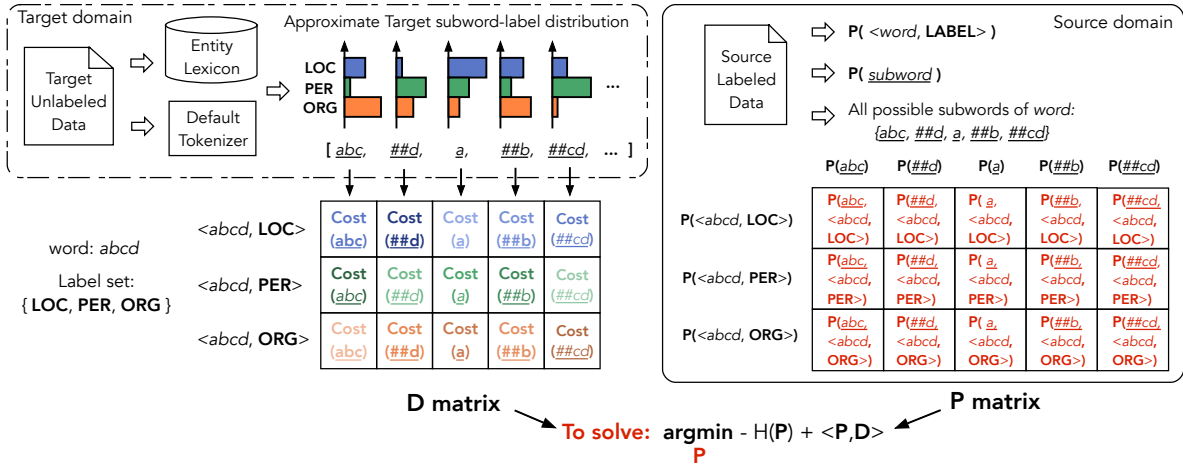 Target domain
Approximate Target subword-label distribution
Target
Unlabeled
Data
Entity
Lexicon
Default
Tokenizer
LOC
PER
ORG
...
[ abc, ##d, a, ##b, ##cd, ... ]
word: abcd
Label set:
{ LOC, PER, ORG }
<abcd, LOC>
Cost (abc) Cost (##d) Cost (a) Cost (##b) Cost (##cd)
<abcd, PER>
Cost (abc) Cost (##d) Cost (a) Cost (##b) Cost (##cd)
<abcd, ORG>
Cost (abc) Cost (##d) Cost (a) Cost (##b) Cost (##cd)
D matrix
Source domain
Source
Labeled
Data
P( <word, LABEL> )
P( subword )
All possible subwords of word:
{abc, ##d, a, ##b, ##cd}
P(abc) P(##d) P(a) P(##b) P(##cd)
P(<abcd, LOC>)
P(abc, <abcd, LOC>) P(##d, <abcd, LOC>) P( a, <abcd, LOC>) P(##b, <abcd, LOC>) P(##cd, <abcd, LOC>)
P(<abcd, PER>)
P(abc, <abcd, PER>) P(##d, <abcd, PER>) P( a, <abcd, PER>) P(##b, <abcd, PER>) P(##cd, <abcd, PER>)
P(<abcd, ORG>)
P(abc, <abcd, ORG>) P(##d, <abcd, ORG>) P( a, <abcd, ORG>) P(##b, <abcd, ORG>) P(##cd, <abcd, ORG>)
P matrix
To solve: argmin - H(P) + <P,D>
P